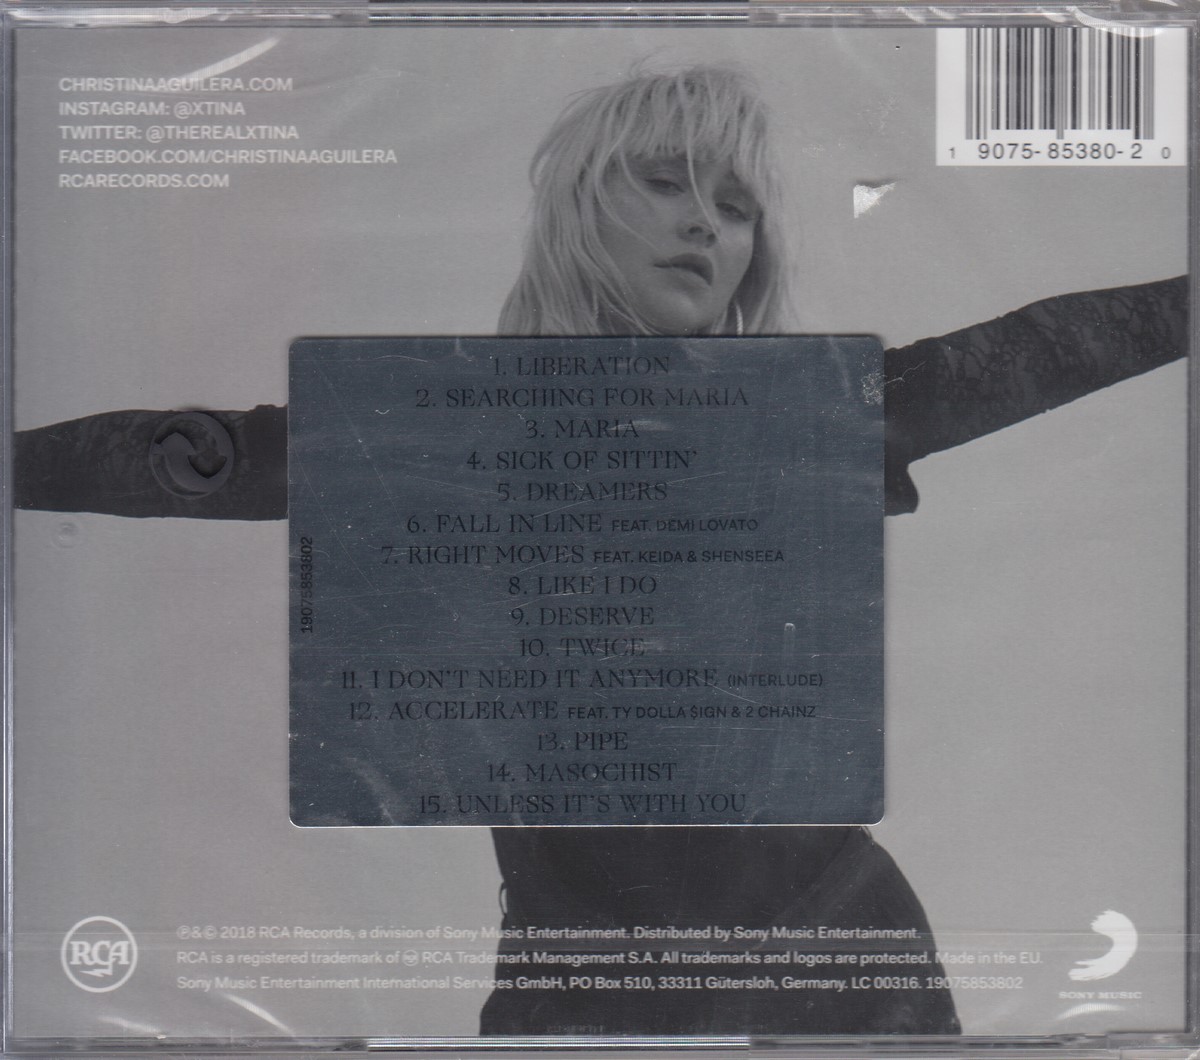 CHRISTINAAGUILERA.COM
INSTAGRAM: @XTINA
TWITTER: @THEREALXTINA
FACEBOOK.COM/CHRISTINAAGUILERA
RCARECORDS.COM
1 9075-85380-2 0
1. LIBERATION
2. SEARCHING FOR MARIA
3. MARIA
4. SICK OF SITTIN'
5. DREAMERS
6. FALL IN LINE FEAT. DEMI LOVATO
7. RIGHT MOVES FEAT. KEIDA & SHENSEEA
8. LIKE I DO
9. DESERVE
10. TWICE
11. I DON'T NEED IT ANYMORE (INTERLUDE)
12. ACCELERATE FEAT. TY DOLLA $IGN & 2 CHAINZ
13. PIPE
14. MASOCHIST
15. UNLESS IT'S WITH YOU
19075853802
RCA
℗&© 2018 RCA Records, a division of Sony Music Entertainment. Distributed by Sony Music Entertainment.
RCA is a registered trademark of RCA Trademark Management S.A. All trademarks and logos are protected. Made in the EU.
Sony Music Entertainment International Services GmbH, PO Box 510, 33311 Gütersloh, Germany. LC 00316. 19075853802
SONY MUSIC